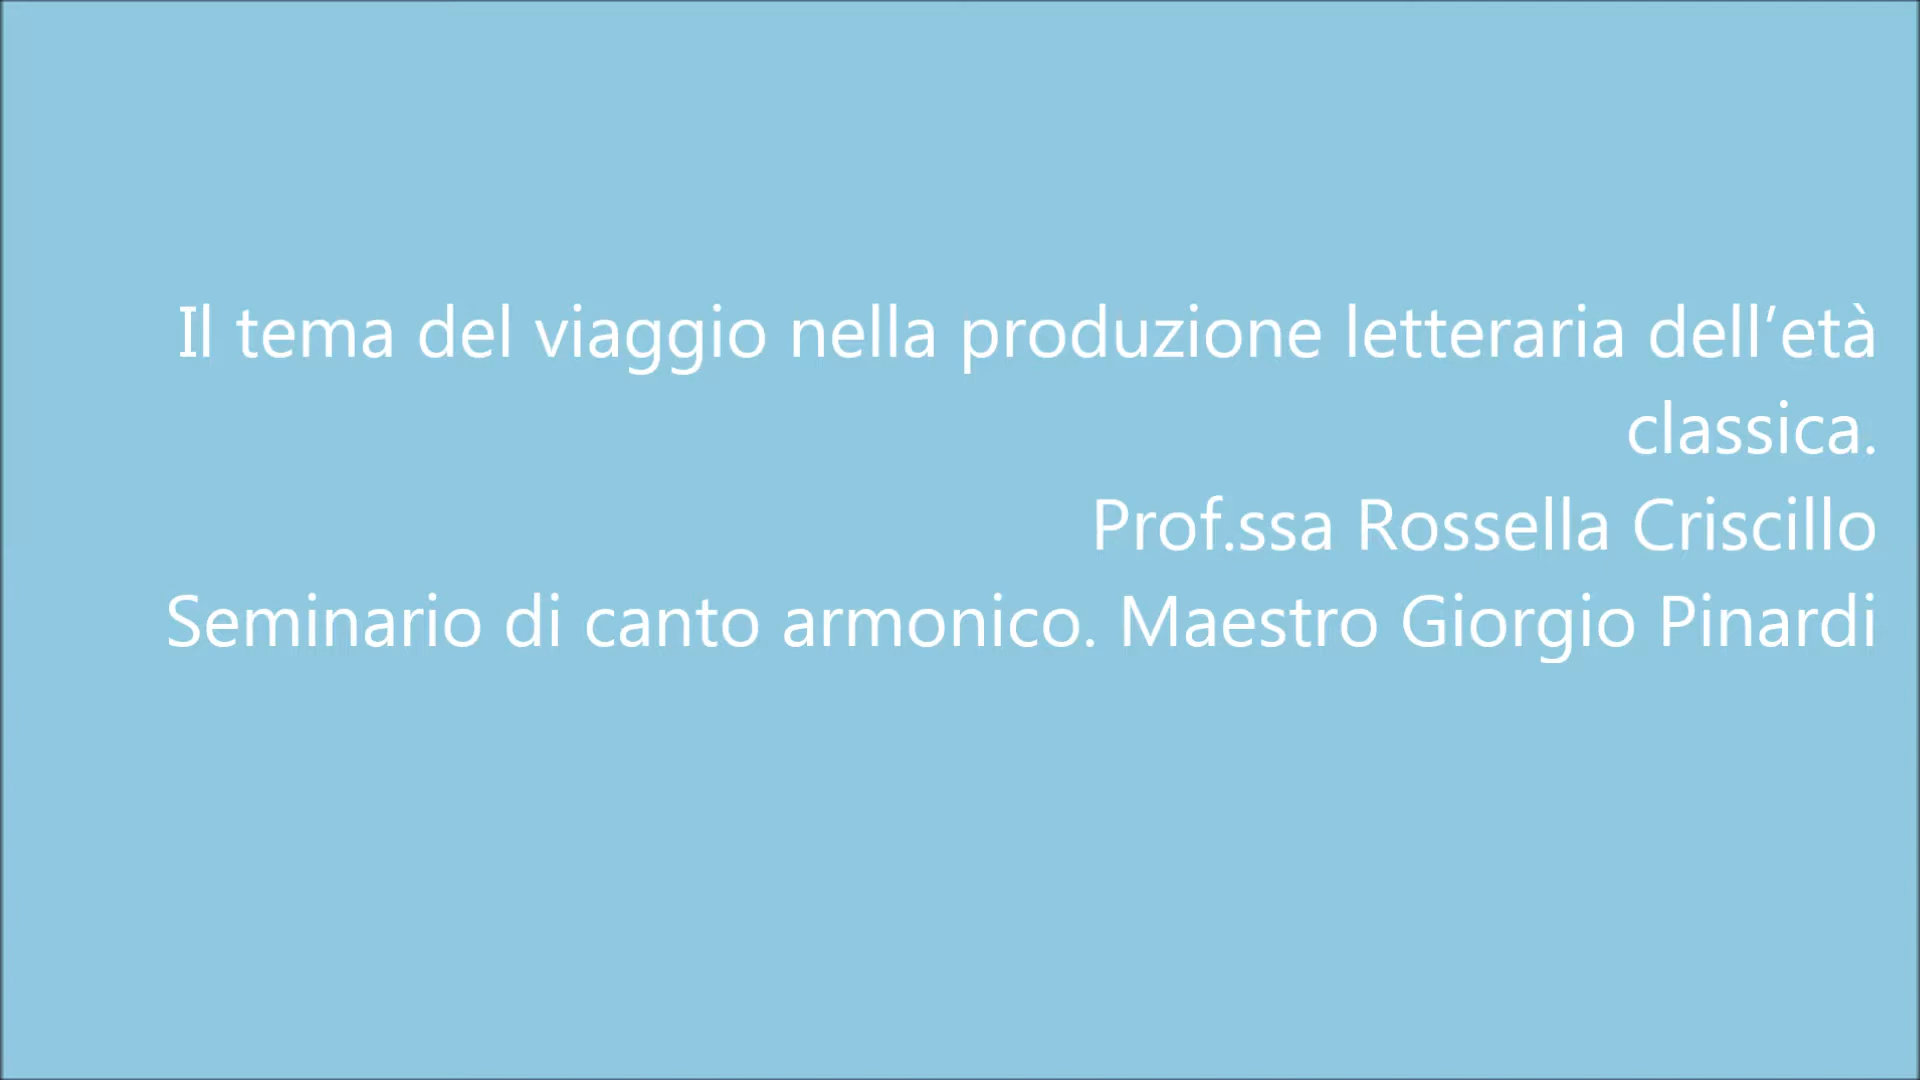 Il tema del viaggio nella produzione letteraria dell’età
classica.
Prof.ssa Rossella Criscillo
Seminario di canto armonico. Maestro Giorgio Pinardi